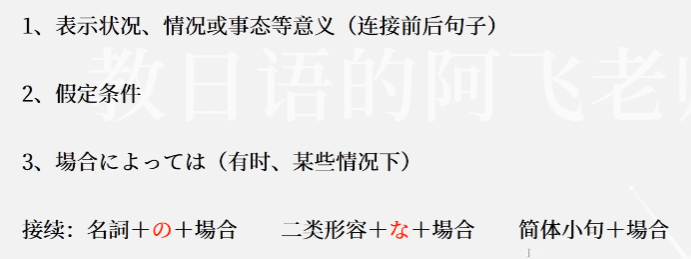 1、表示状况、情况或事态等意义（连接前后句子）
2、假定条件
3、場合によっては（有时、某些情况下）
接续：名詞＋の＋場合　　二类形容＋な＋場合　　简体小句＋場合
教日语的阿飞老师